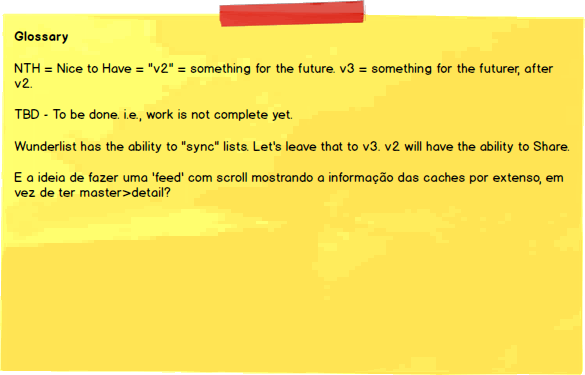 Glossary
NTH = Nice to Have = "v2" = something for the future. v3 = something for the futurer, after
v2.
TBD - To be done. i.e., work is not complete yet.
Wunderlist has the ability to "sync" lists. Let's leave that to v3. v2 will have the ability to Share.
E a ideia de fazer uma 'feed' com scroll mostrando a informação das caches por extenso, em
vez de ter master>detail?